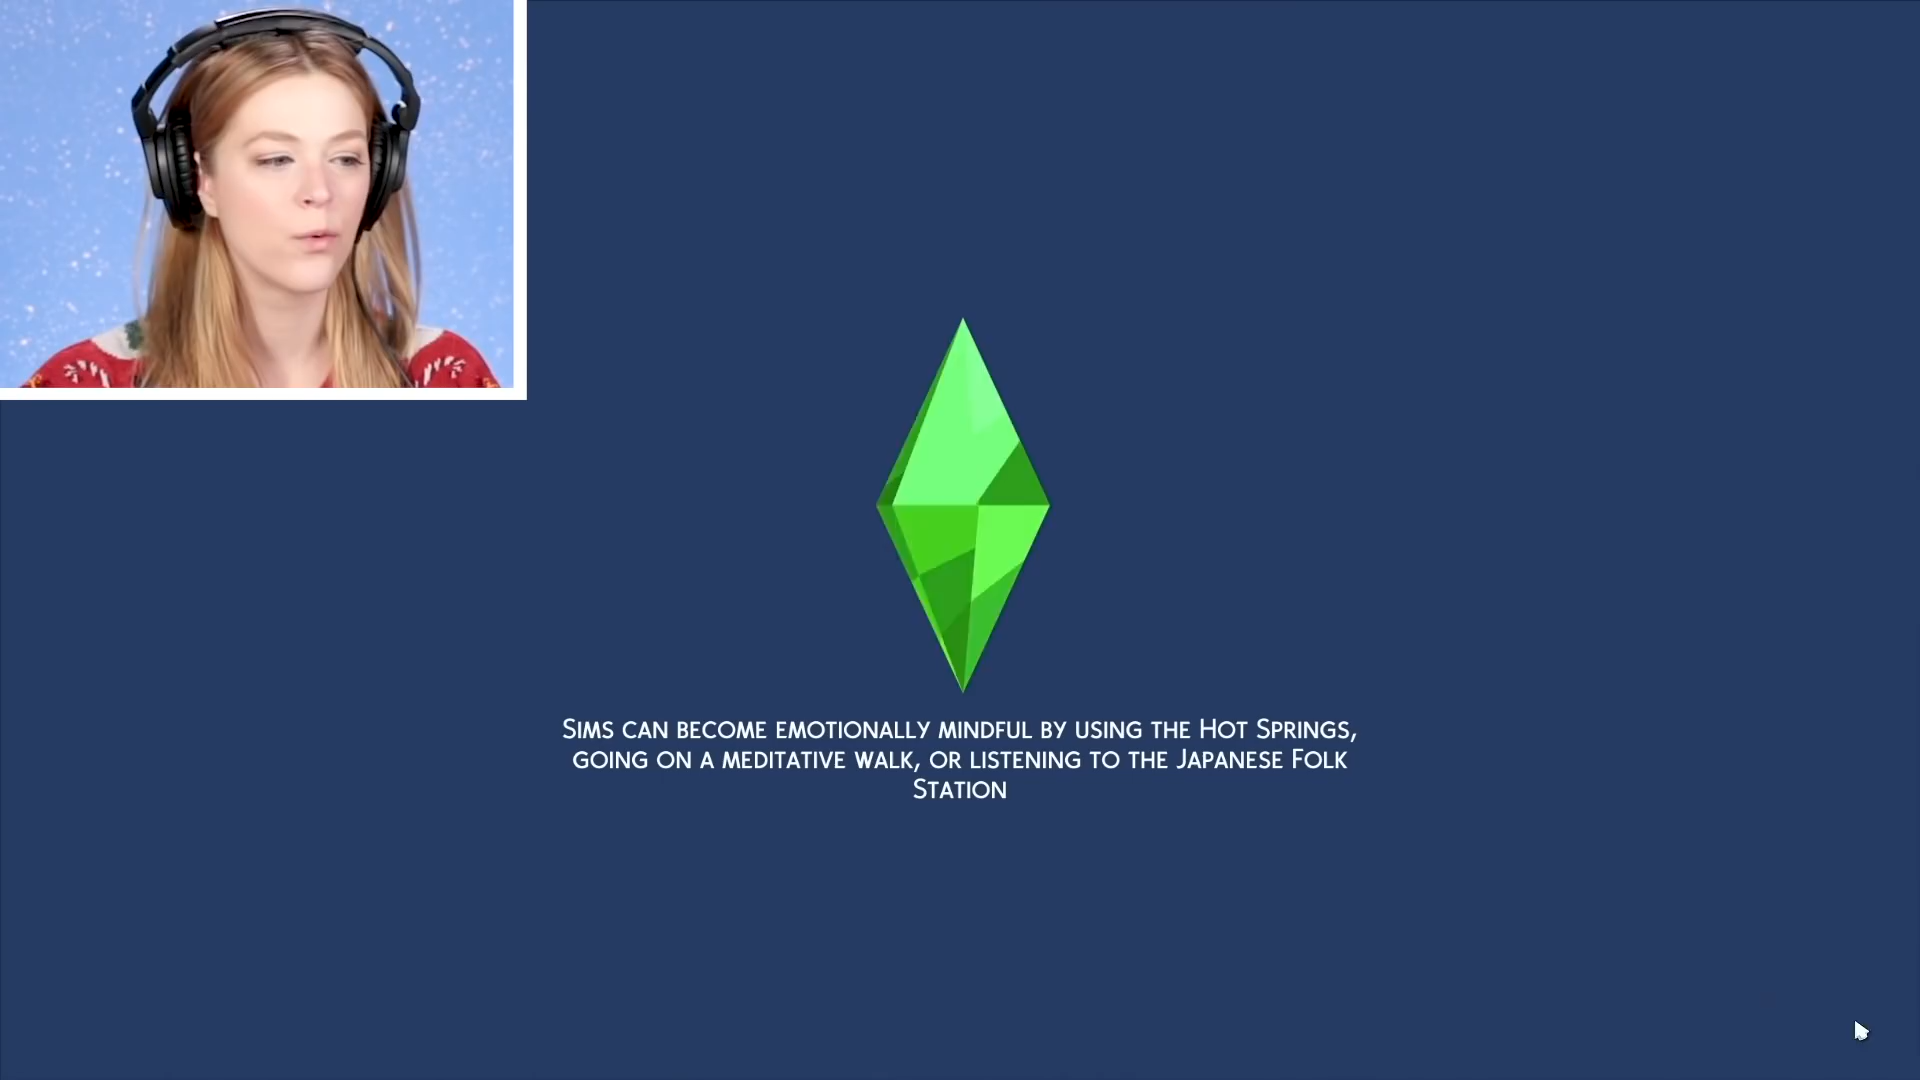 Sims can become emotionally mindful by using the Hot Springs,
going on a meditative walk, or listening to the Japanese Folk
Station